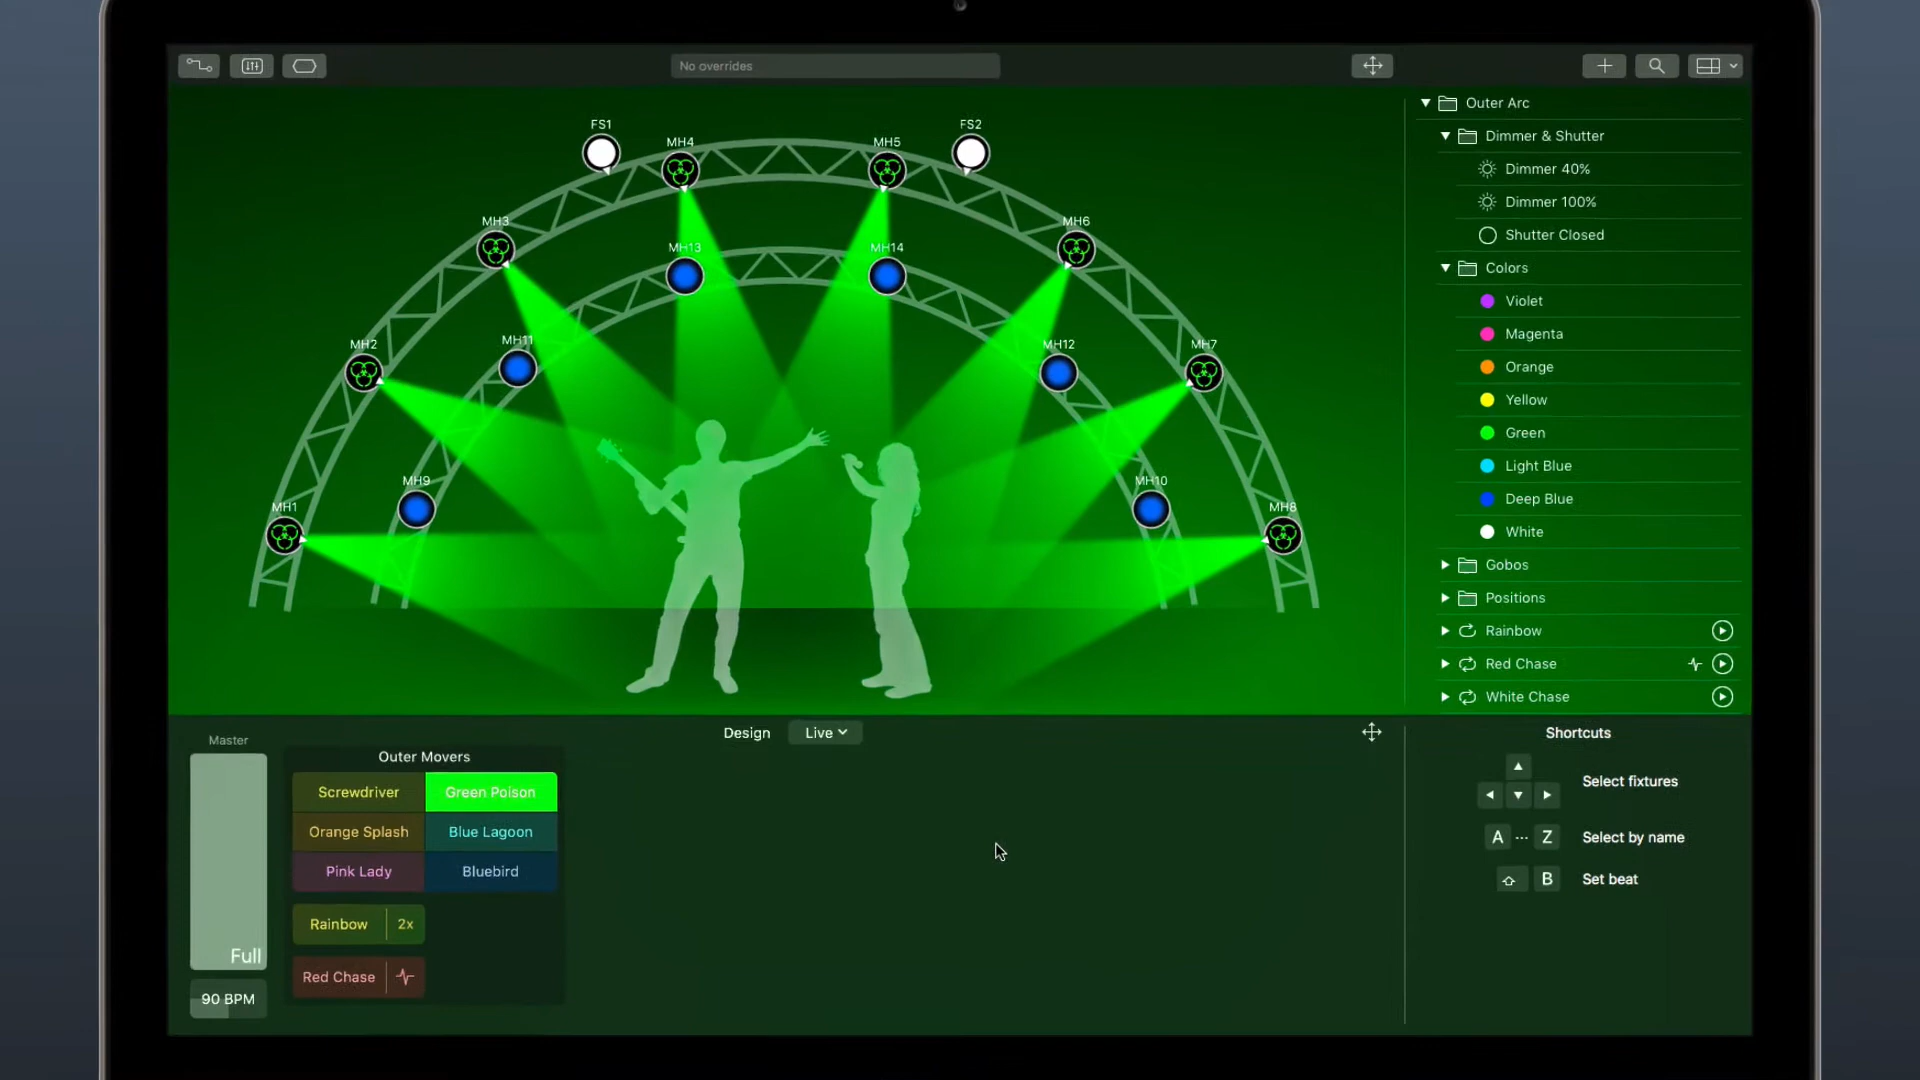 No overrides
FS1
FS2
MH4
MH5
MH3
MH6
MH13
MH14
MH2
MH11
MH12
MH7
MH9
MH10
MH1
MH8
Outer Arc
Dimmer & Shutter
Dimmer 40%
Dimmer 100%
Shutter Closed
Colors
Violet
Magenta
Orange
Yellow
Green
Light Blue
Deep Blue
White
Gobos
Positions
Rainbow
Red Chase
White Chase
Master
Full
90 BPM
Design Live
Outer Movers
Screwdriver Green Poison
Orange Splash Blue Lagoon
Pink Lady Bluebird
Rainbow 2x
Red Chase
Shortcuts
Select fixtures
A ... Z Select by name
B Set beat